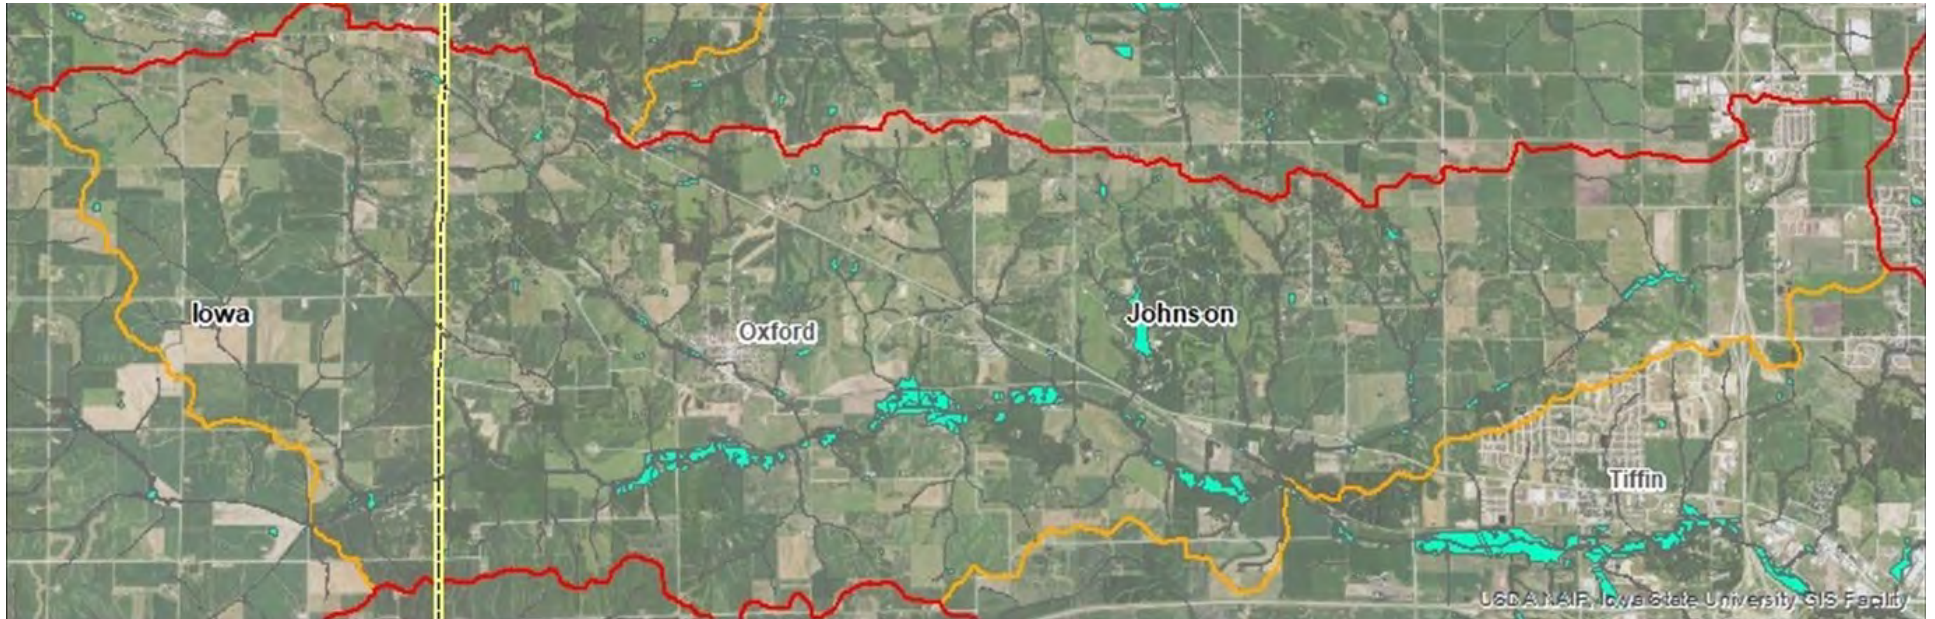 Iowa
Johnson
Oxford
Tiffin
USDA NAIP, Iowa State University GIS Facility